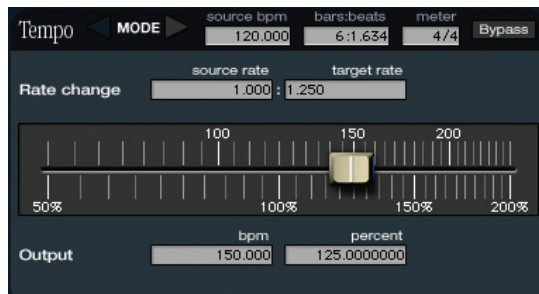 source bpm bars:beats meter
Tempo MODE 120.000 6:1.634 4/4 Bypass
source rate target rate
Rate change 1.000 : 1.250
100 150 200
50% 100% 150% 200%
bpm percent
Output 150.000 125.0000000